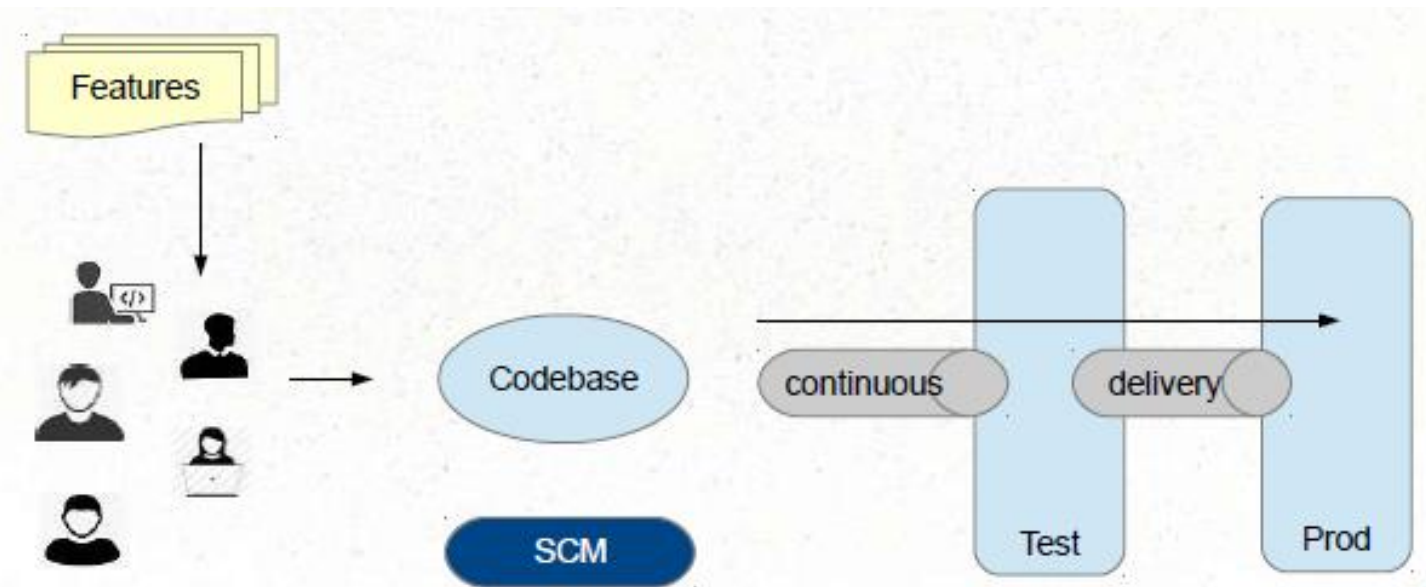 Features
</>
Codebase
continuous
delivery
SCM
Test
Prod